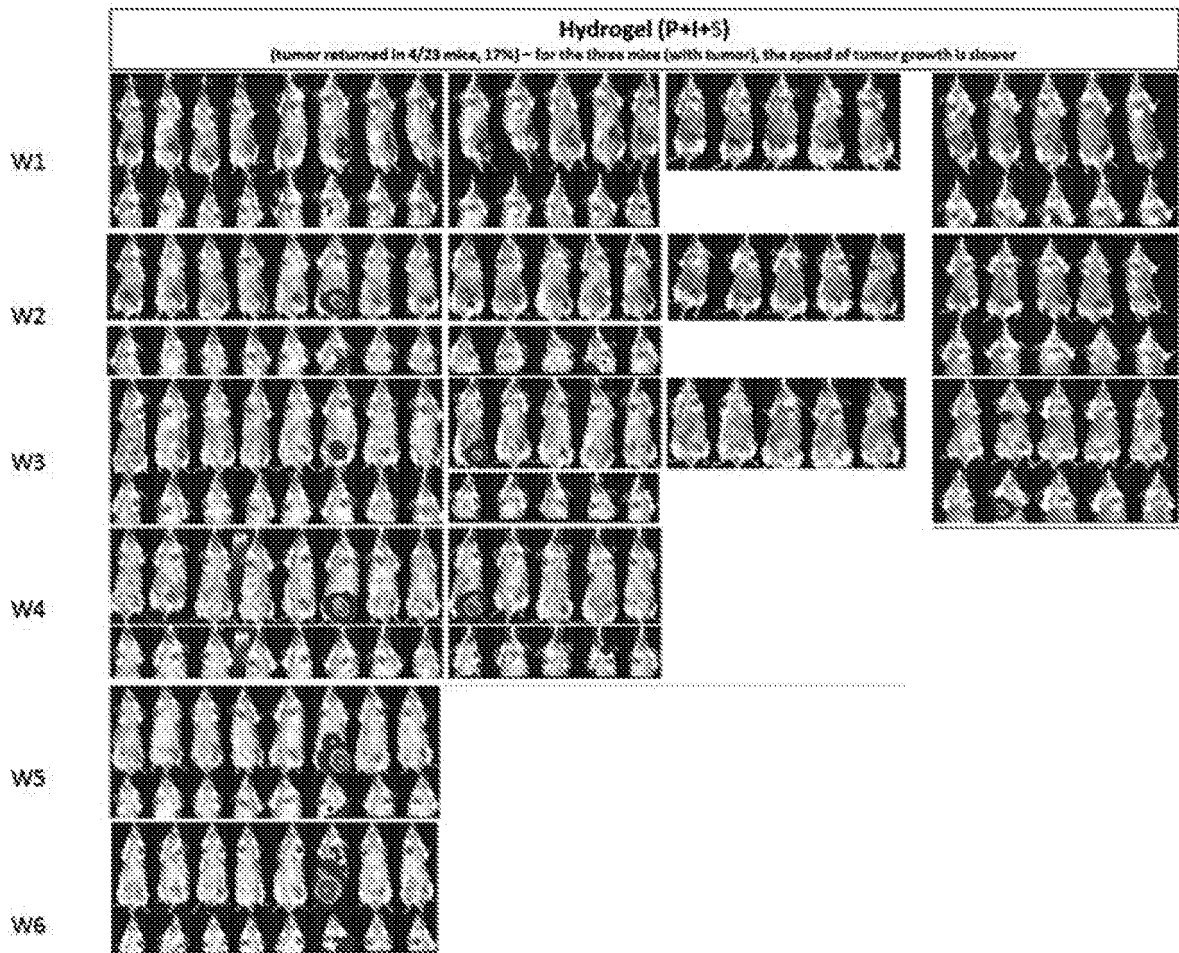 Hydrogel (P+I+S)
(tumor returned in 4/23 mice, 17%) – for the three mice (with tumor), the speed of tumor growth is slower
W1
W2
W3
W4
W5
W6